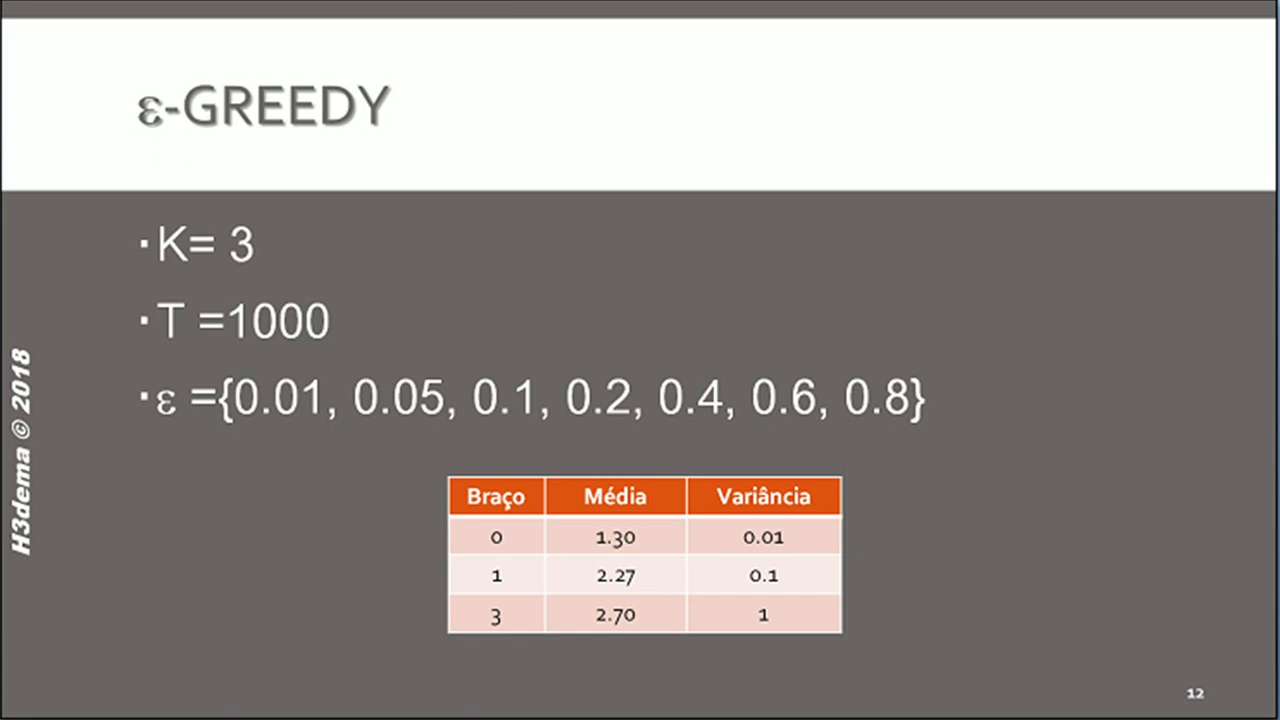 ε-GREEDY
▪ K= 3
▪ T =1000
▪ ε ={0.01, 0.05, 0.1, 0.2, 0.4, 0.6, 0.8}
Braço Média Variância
0 1.30 0.01
1 2.27 0.1
3 2.70 1
H3dema © 2018
12